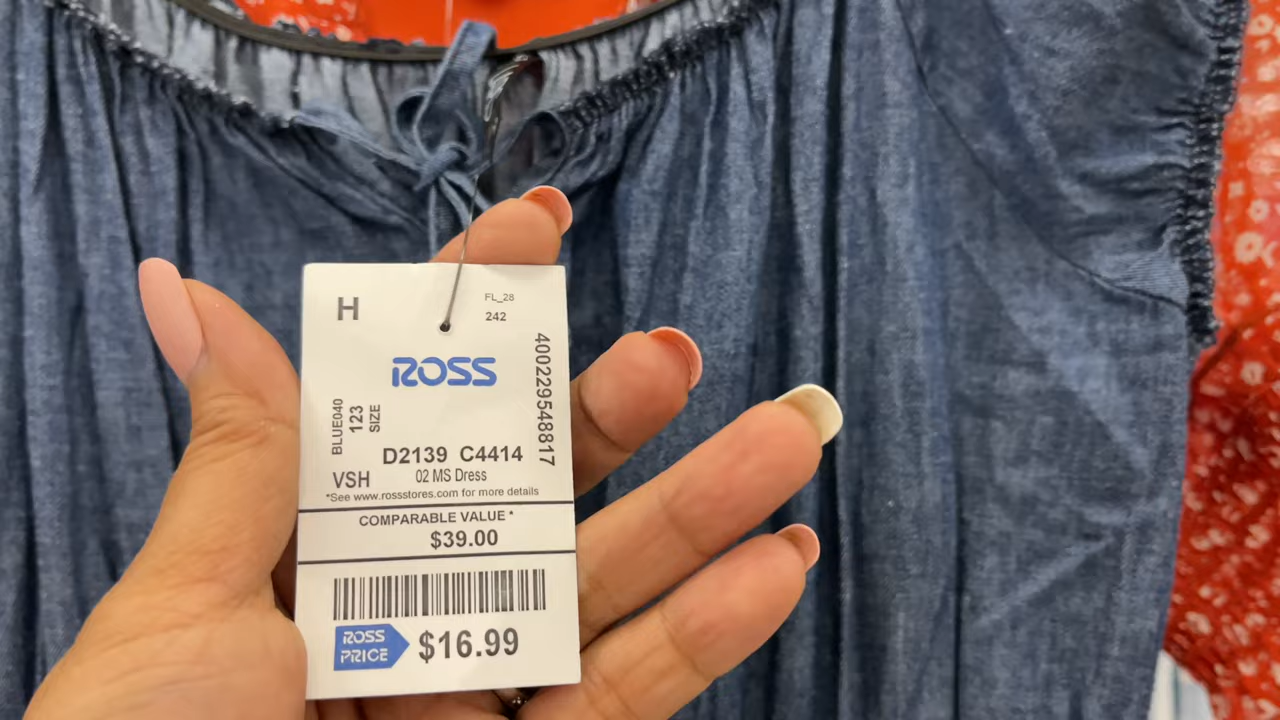 H
FL_28
242
ROSS
400229548817
BLUE040
123
SIZE
D2139 C4414
VSH
02 MS Dress
*See www.rossstores.com for more details
COMPARABLE VALUE *
$39.00
ROSS
PRICE
$16.99